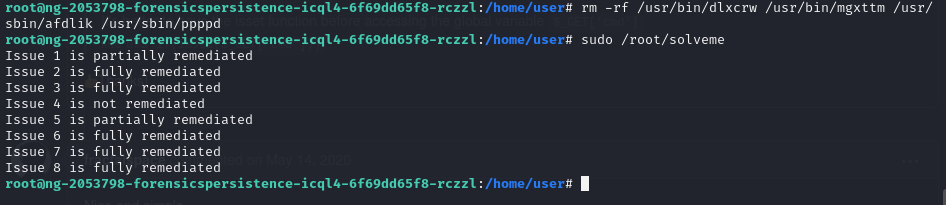 root@ng-2053798-forensicspersistence-icql4-6f69dd65f8-rczzl:/home/user# rm -rf /usr/bin/dlxcrw /usr/bin/mgxttm /usr/
sbin/afdlik /usr/sbin/ppppd
root@ng-2053798-forensicspersistence-icql4-6f69dd65f8-rczzl:/home/user# sudo /root/solveme
Issue 1 is partially remediated
Issue 2 is fully remediated
Issue 3 is fully remediated
Issue 4 is not remediated
Issue 5 is partially remediated
Issue 6 is fully remediated
Issue 7 is fully remediated
Issue 8 is fully remediated
root@ng-2053798-forensicspersistence-icql4-6f69dd65f8-rczzl:/home/user#